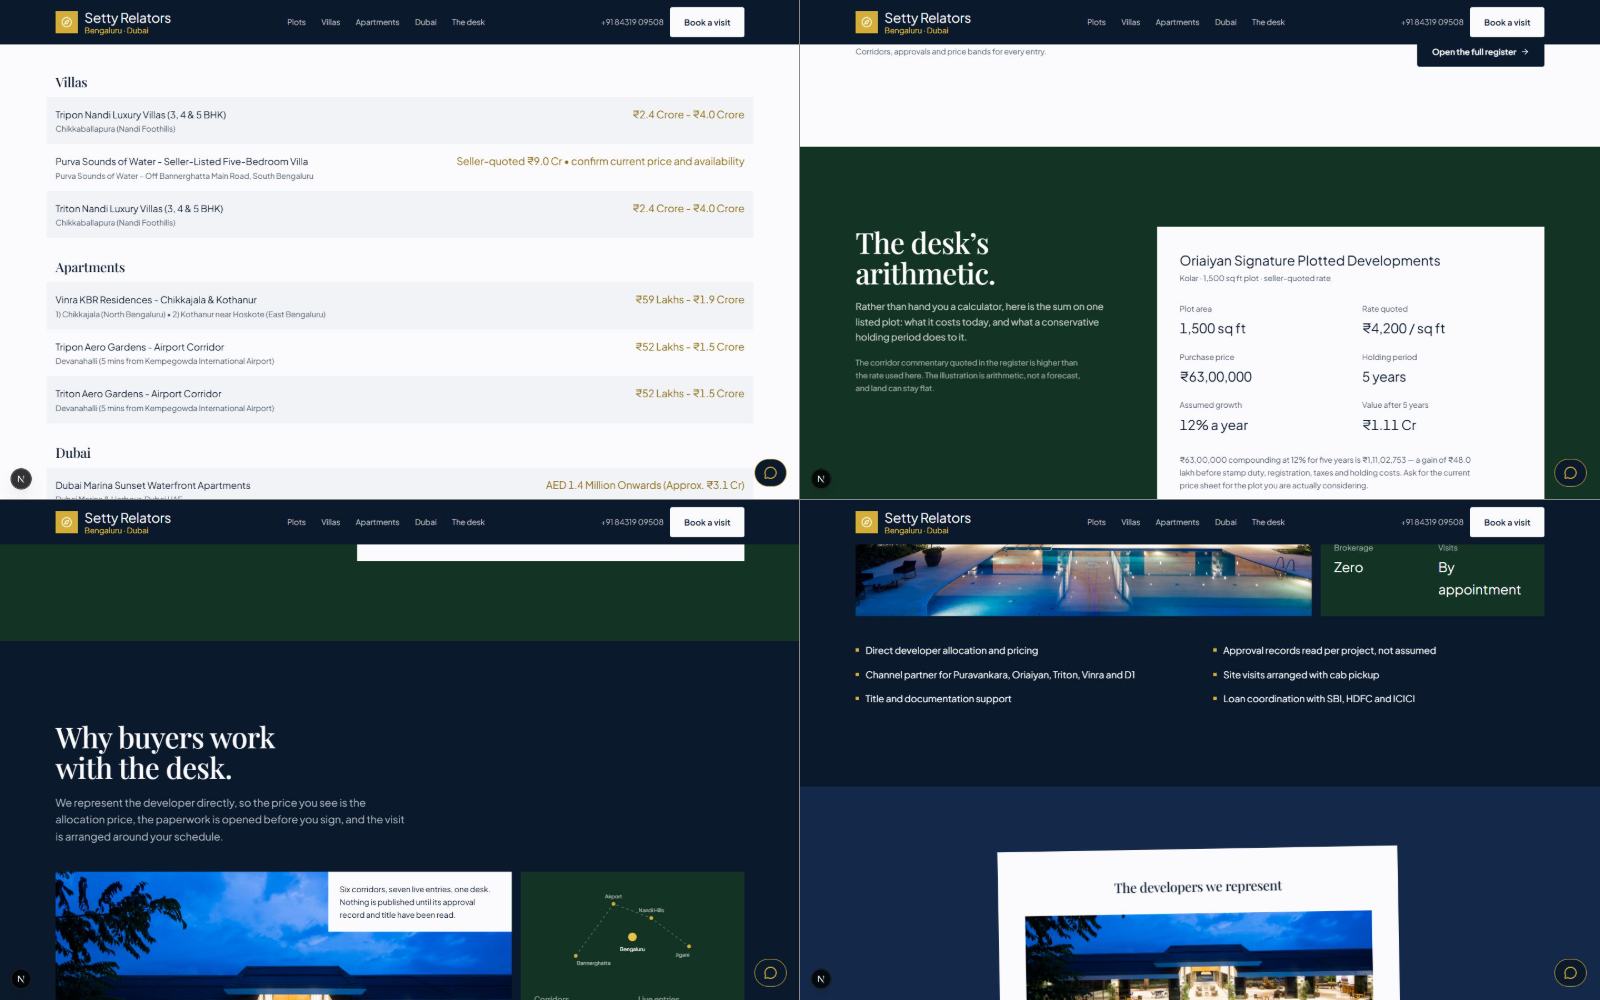 Setty Relators
Bengaluru · Dubai
Plots Villas Apartments Dubai The desk
+91 84319 09508
Book a visit
Villas
Tripon Nandi Luxury Villas (3, 4 & 5 BHK)
₹2.4 Crore - ₹4.0 Crore
Chikkaballapura (Nandi Foothills)
Purva Sounds of Water - Seller-Listed Five-Bedroom Villa
Seller-quoted ₹9.0 Cr • confirm current price and availability
Purva Sounds of Water – Off Bannerghatta Main Road, South Bengaluru
Triton Nandi Luxury Villas (3, 4 & 5 BHK)
₹2.4 Crore - ₹4.0 Crore
Chikkaballapura (Nandi Foothills)
Apartments
Vinra KBR Residences - Chikkajala & Kothanur
₹59 Lakhs - ₹1.9 Crore
1) Chikkajala (North Bengaluru) • 2) Kothanur near Hoskote (East Bengaluru)
Tripon Aero Gardens - Airport Corridor
₹52 Lakhs - ₹1.5 Crore
Devanahalli (5 mins from Kempegowda International Airport)
Triton Aero Gardens - Airport Corridor
₹52 Lakhs - ₹1.5 Crore
Devanahalli (5 mins from Kempegowda International Airport)
Dubai
Dubai Marina Sunset Waterfront Apartments
AED 1.4 Million Onwards (Approx. ₹3.1 Cr)
N
Setty Relators
Bengaluru · Dubai
Plots Villas Apartments Dubai The desk
+91 84319 09508
Book a visit
Corridors, approvals and price bands for every entry.
Open the full register →
The desk’s
arithmetic.
Rather than hand you a calculator, here is the sum on one
listed plot: what it costs today, and what a conservative
holding period does to it.
The corridor commentary quoted in the register is higher than
the rate used here. The illustration is arithmetic, not a forecast,
and land can stay flat.
Oriaiyan Signature Plotted Developments
Kolar · 1,500 sq ft plot · seller-quoted rate
Plot area
Rate quoted
1,500 sq ft
₹4,200 / sq ft
Purchase price
Holding period
₹63,00,000
5 years
Assumed growth
Value after 5 years
12% a year
₹1.11 Cr
₹63,00,000 compounding at 12% for five years is ₹1,11,02,753 — a gain of ₹48.0
lakh before stamp duty, registration, taxes and holding costs. Ask for the current
price sheet for the plot you are actually considering.
N
Setty Relators
Bengaluru · Dubai
Plots Villas Apartments Dubai The desk
+91 84319 09508
Book a visit
Why buyers work
with the desk.
We represent the developer directly, so the price you see is the
allocation price, the paperwork is opened before you sign, and the visit
is arranged around your schedule.
Six corridors, seven live entries, one desk.
Nothing is published until its approval
record and title have been read.
Airport
Nandi Hills
Bengaluru
Jigani
Bannerghatta
Corridors
Live entries
N
Setty Relators
Bengaluru · Dubai
Plots Villas Apartments Dubai The desk
+91 84319 09508
Book a visit
Brokerage
Visits
Zero
By
appointment
Direct developer allocation and pricing
Approval records read per project, not assumed
Channel partner for Puravankara, Oriaiyan, Triton, Vinra and D1
Site visits arranged with cab pickup
Title and documentation support
Loan coordination with SBI, HDFC and ICICI
The developers we represent
N